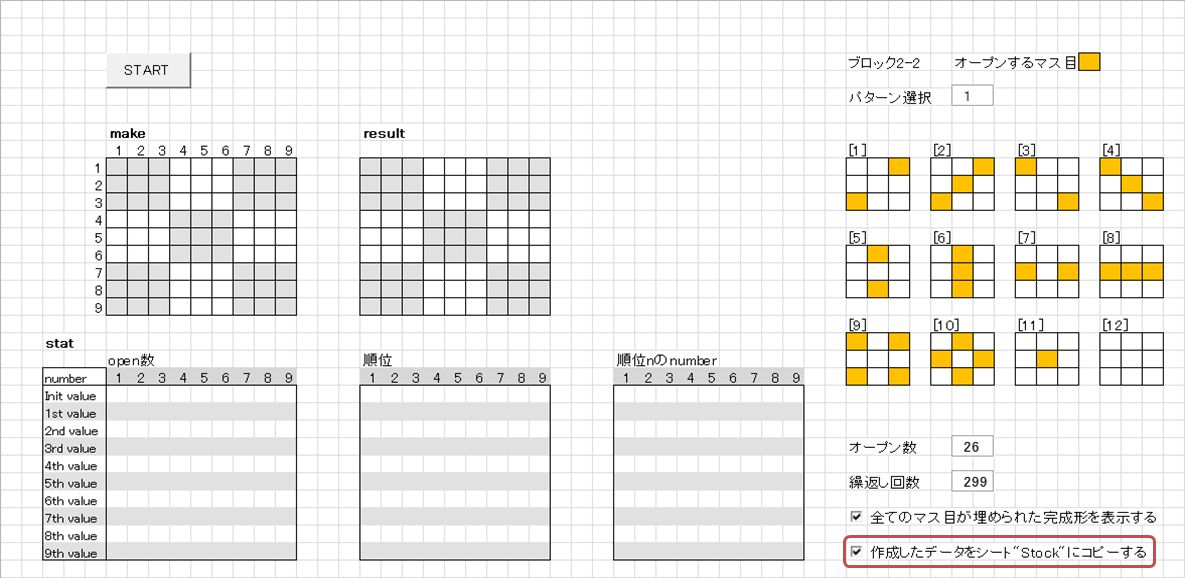 START
ブロック2-2 オープンするマス目
パターン選択 1
make
1 2 3 4 5 6 7 8 9
1
2
3
4
5
6
7
8
9
result
[1] [2] [3] [4]
[5] [6] [7] [8]
[9] [10] [11] [12]
stat
open数 順位 順位nのnumber
number 1 2 3 4 5 6 7 8 9 1 2 3 4 5 6 7 8 9 1 2 3 4 5 6 7 8 9
Init value
1st value
2nd value
3rd value
4th value
5th value
6th value
7th value
8th value
9th value
オープン数 26
繰返し回数 299
全てのマス目が埋められた完成形を表示する
作成したデータをシート"Stock"にコピーする